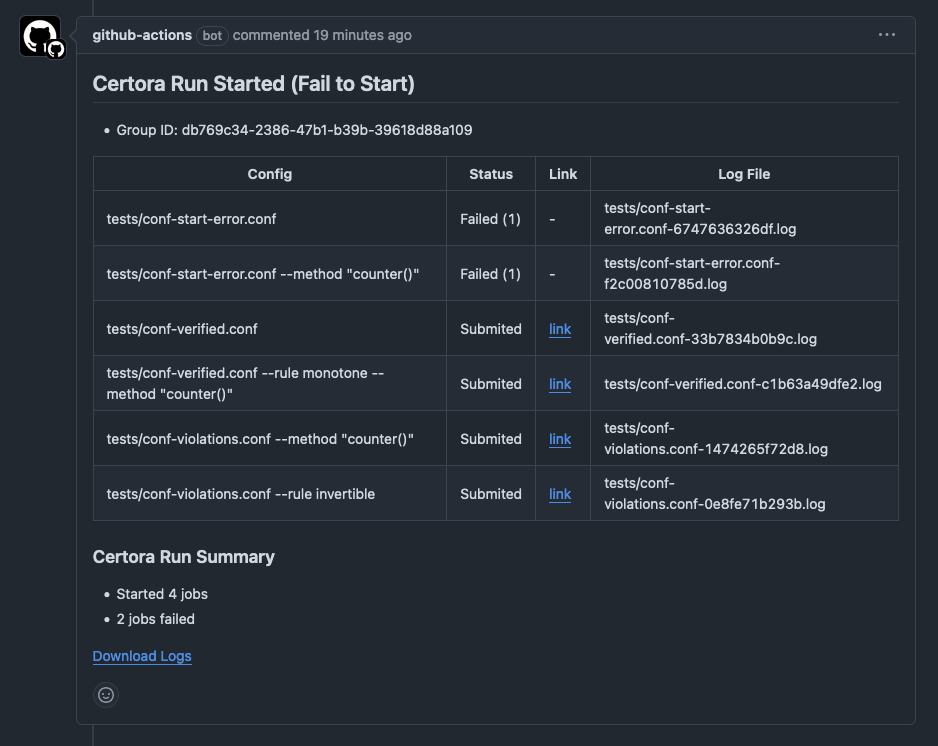 github-actions bot commented 19 minutes ago
Certora Run Started (Fail to Start)
Group ID: db769c34-2386-47b1-b39b-39618d88a109
Config Status Link Log File
tests/conf-start-error.conf Failed (1) - tests/conf-start-
error.conf-6747636326df.log
tests/conf-start-error.conf --method "counter()" Failed (1) - tests/conf-start-error.conf-
f2c00810785d.log
tests/conf-verified.conf Submited link tests/conf-
verified.conf-33b7834b0b9c.log
tests/conf-verified.conf --rule monotone --
method "counter()" Submited link tests/conf-verified.conf-c1b63a49dfe2.log
tests/conf-violations.conf --method "counter()" Submited link tests/conf-
violations.conf-1474265f72d8.log
tests/conf-violations.conf --rule invertible Submited link tests/conf-
violations.conf-0e8fe71b293b.log
Certora Run Summary
Started 4 jobs
2 jobs failed
Download Logs